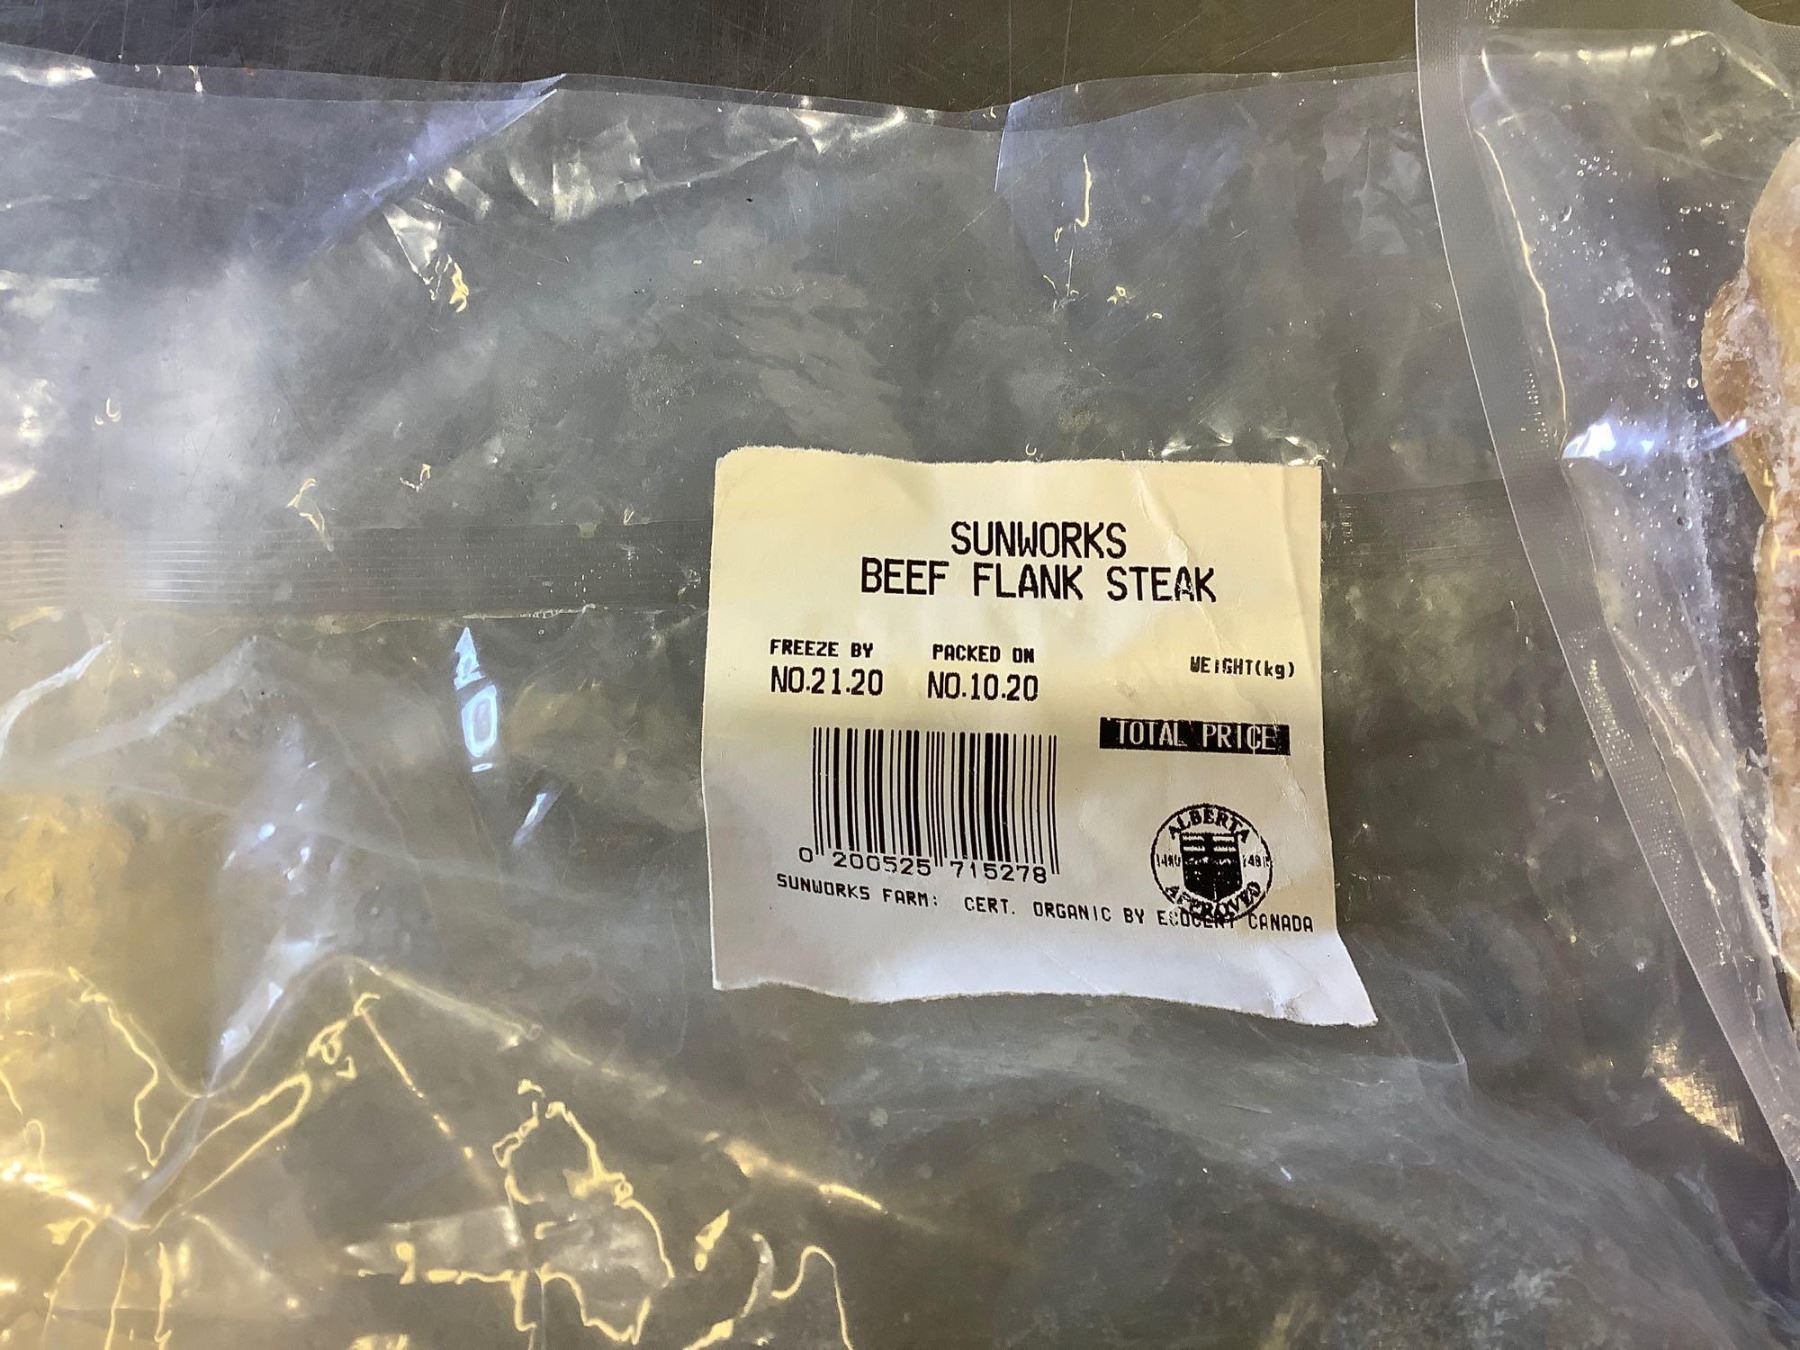 SUNWORKS
BEEF FLANK STEAK
FREEZE BY PACKED ON WEIGHT(kg)
NO.21.20 NO.10.20
TOTAL PRICE
0 200525 715278
ALBERTA
APPROVED
SUNWORKS FARM: CERT. ORGANIC BY ECOCERT CANADA